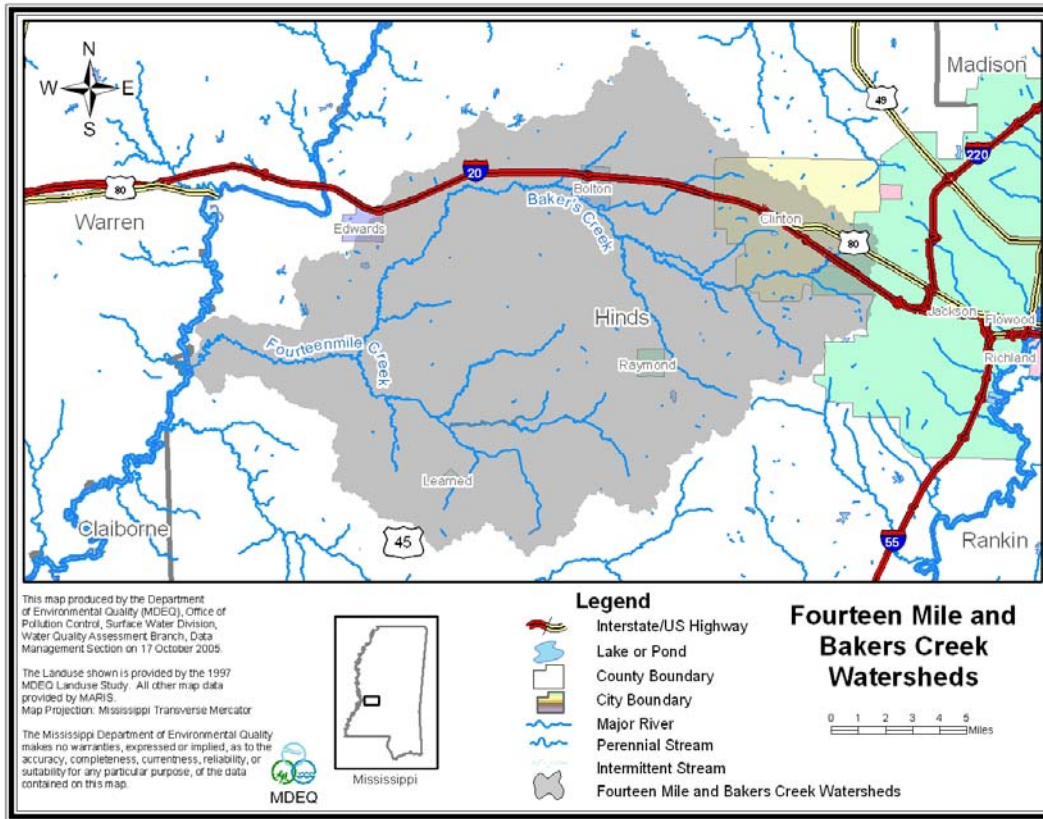 N
W E
S
Madison
49
220
20
80
Warren
Bolton
Baker's Creek
Edwards
Clinton
80
Hinds
Jackson
Flowood
Fourteenmile Creek
Raymond
Richland
Learned
Claiborne
45
55
Rankin
This map produced by the Department
of Environmental Quality (MDEQ), Office of
Pollution Control, Surface Water Division,
Water Quality Assessment Branch, Data
Management Section on 17 October 2005.
The Landuse shown is provided by the 1997
MDEQ Landuse Study. All other map data
provided by MARIS.
Map Projection: Mississippi Transverse Mercator
The Mississippi Department of Environmental Quality
makes no warranties, expressed or implied, as to the
accuracy, completeness, currentness, reliability, or
suitability for any particular purpose, of the data
contained on this map.
MDEQ
Mississippi
Legend
Interstate/US Highway
Lake or Pond
County Boundary
City Boundary
Major River
Perennial Stream
Intermittent Stream
Fourteen Mile and Bakers Creek Watersheds
Fourteen Mile and
Bakers Creek
Watersheds
0 1 2 3 4 5
Miles